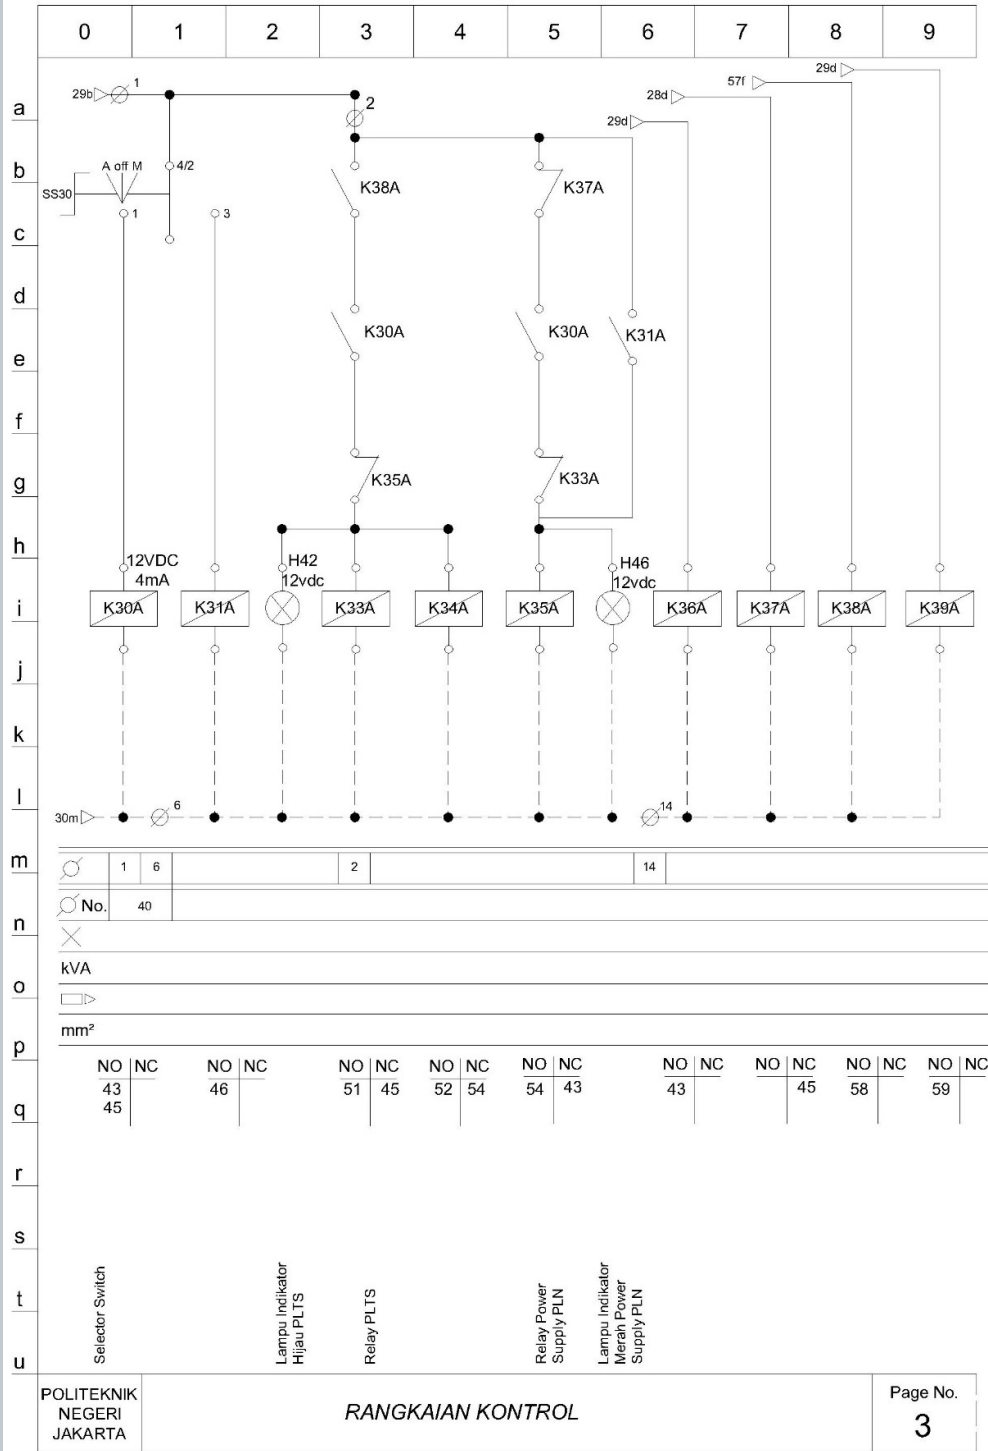 0 1 2 3 4 5 6 7 8 9
29d
57f
29b 1
28d
a
2
29d
b
A off M 4/2
K38A K37A
SS30
1 3
c
d
K30A K30A K31A
e
f
g
K35A K33A
h
12VDC H42 H46
4mA 12vdc 12vdc
i
K30A K31A K33A K34A K35A K36A K37A K38A K39A
j
k
l
6 14
30m
m
1 6 2 14
No. 40
n
kVA
o
mm²
p
NO NC NO NC NO NC NO NC NO NC NO NC NO NC NO NC NO NC
43 46 51 45 52 54 54 43 43 45 58 59
45
q
r
s
t
u
Selector Switch
Lampu Indikator
Hijau PLTS
Relay PLTS
Relay Power
Supply PLN
Lampu Indikator
Merah Power
Supply PLN
POLITEKNIK
NEGERI
JAKARTA
RANGKAIAN KONTROL
Page No.
3